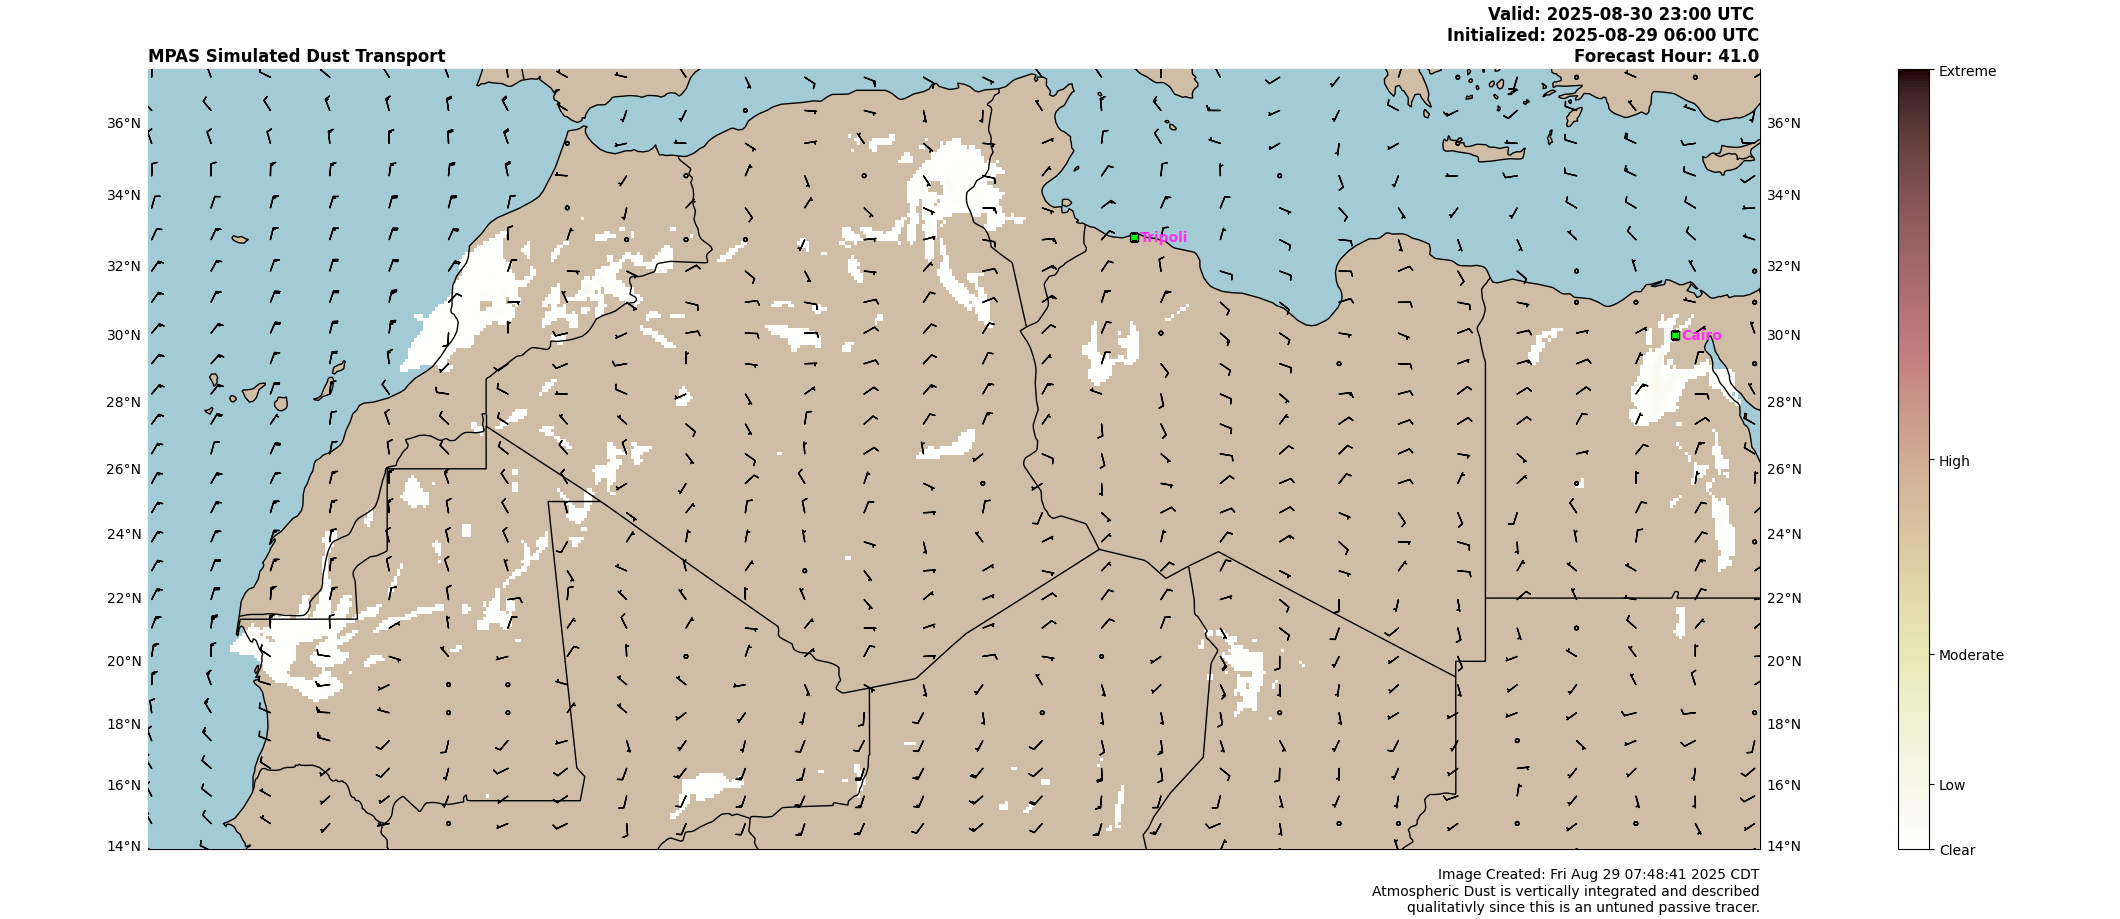 Valid: 2025-08-30 23:00 UTC
Initialized: 2025-08-29 06:00 UTC
MPAS Simulated Dust Transport
Forecast Hour: 41.0
Extreme
36°N
36°N
34°N
34°N
Tripoli
32°N
32°N
30°N
Cairo
30°N
28°N
28°N
26°N
26°N
High
24°N
24°N
22°N
22°N
20°N
20°N
Moderate
18°N
18°N
16°N
16°N
Low
14°N
14°N
Clear
Image Created: Fri Aug 29 07:48:41 2025 CDT
Atmospheric Dust is vertically integrated and described
qualitativly since this is an untuned passive tracer.